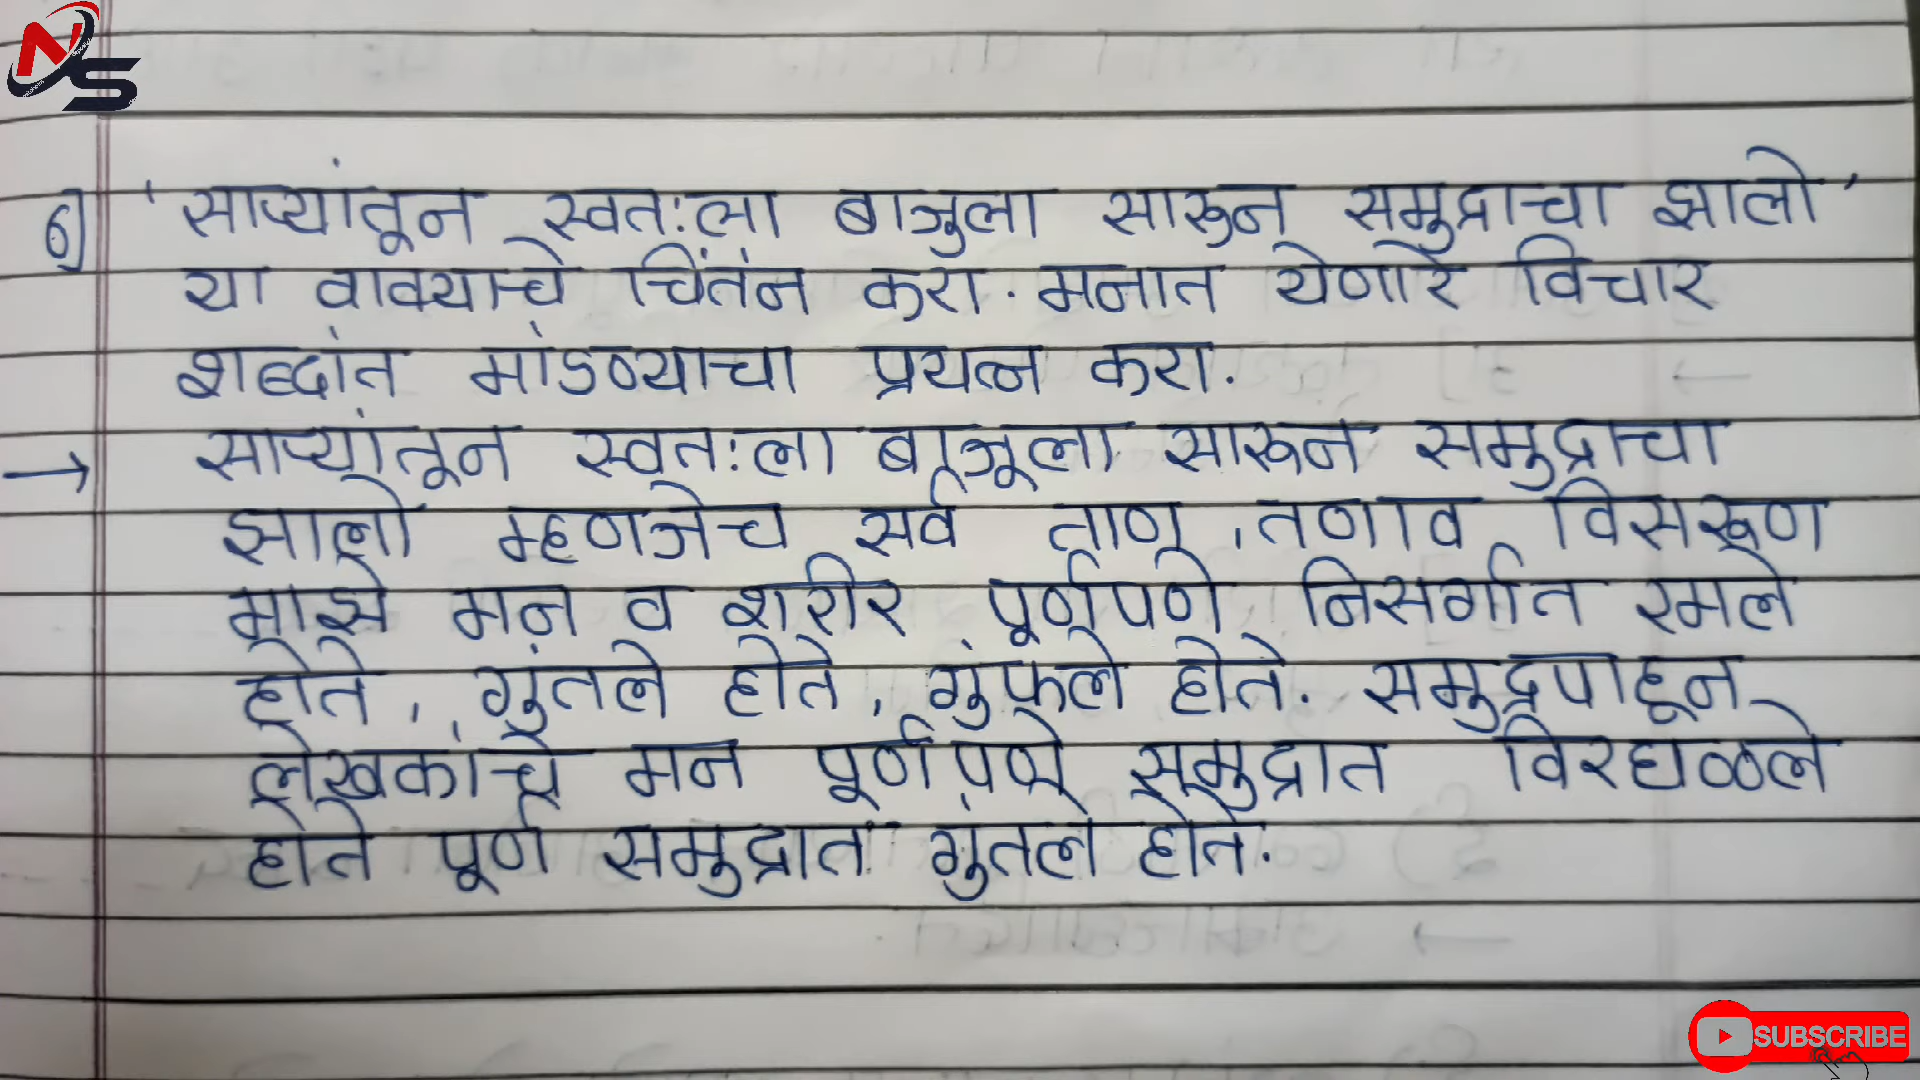 NS
6) 'साऱ्यांतून स्वत:ला बाजुला सारून समुद्राचा झालो'
या वाक्याचे चिंतंन करा. मनात येणारे विचार
शब्दांत मांडण्याचा प्रयत्न करा.
→ साऱ्यांतून स्वत:ला बाजूला सारून समुद्राचा
झालो म्हणजेच सर्व ताण, तणाव विसरूण
माझे मन व शरीर पूर्णपणे निसर्गात रमले
होते, गुंतले होते, गुंफले होते. समुद्रपाहून
लेखकांचे मन पूर्णपणे समुद्रात विरघळले
होते पूर्ण समुद्रात गुंतले होते.
SUBSCRIBE